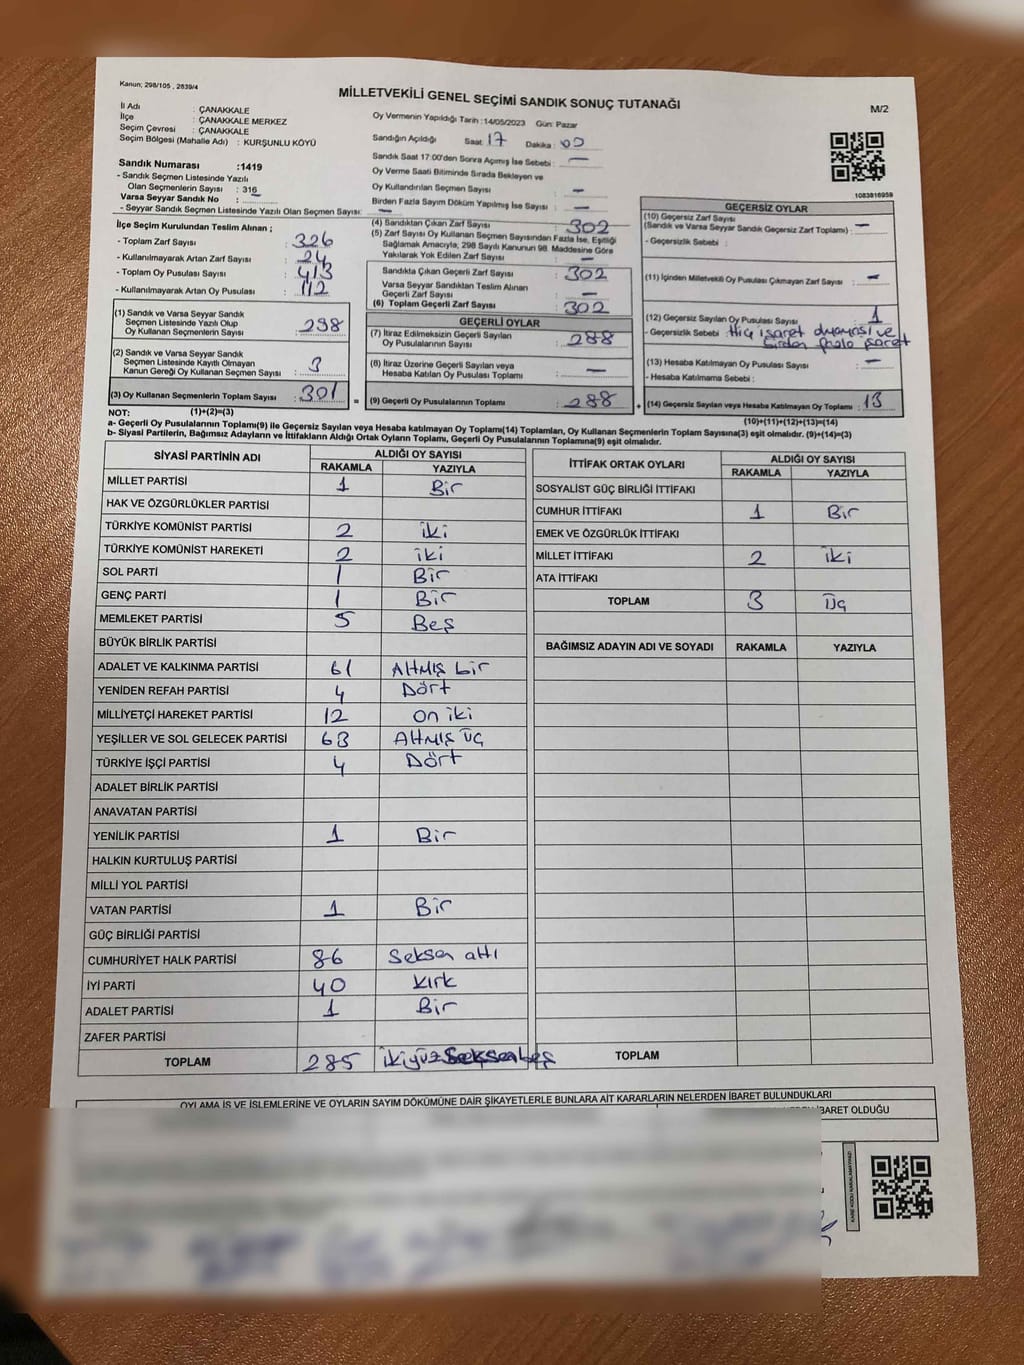 Kanun; 298/105 , 2839/4
MİLLETVEKİLİ GENEL SEÇİMİ SANDIK SONUÇ TUTANAĞI
M/2
İl Adı : ÇANAKKALE
İlçe : ÇANAKKALE MERKEZ
Seçim Çevresi : ÇANAKKALE
Seçim Bölgesi (Mahalle Adı) : KURŞUNLU KÖYÜ
Sandık Numarası :1419
- Sandık Seçmen Listesinde Yazılı
Olan Seçmenlerin Sayısı : 316
Varsa Seyyar Sandık No :
- Seyyar Sandık Seçmen Listesinde Yazılı Olan Seçmen Sayısı: —
Oy Vermenin Yapıldığı Tarih :14/05/2023 Gün: Pazar
Sandığın Açıldığı Saat: 17 Dakika : 00
Sandık Saat 17:00'den Sonra Açımış İse Sebebi : —
Oy Verme Saati Bitiminde Sırada Bekleyen ve
Oy Kullandırılan Seçmen Sayısı : —
Birden Fazla Sayım Döküm Yapılmış İse Sayısı : —
1083816959
İlçe Seçim Kurulundan Teslim Alınan ;
- Toplam Zarf Sayısı : 326
- Kullanılmayarak Artan Zarf Sayısı : 24
- Toplam Oy Pusulası Sayısı : 413
- Kullanılmayarak Artan Oy Pusulası : 112
(1) Sandık ve Varsa Seyyar Sandık
Seçmen Listesinde Yazılı Olup
Oy Kullanan Seçmenlerin Sayısı : 298
(2) Sandık ve Varsa Seyyar Sandık
Seçmen Listesinde Kayıtlı Olmayan
Kanun Gereği Oy Kullanan Seçmen Sayısı : 3
(3) Oy Kullanan Seçmenlerin Toplam Sayısı : 301
(4) Sandıktan Çıkan Zarf Sayısı : 302
(5) Zarf Sayısı Oy Kullanan Seçmen Sayısından Fazla İse, Eşitliği
Sağlamak Amacıyla, 298 Sayılı Kanunun 98. Maddesine Göre
Yakılarak Yok Edilen Zarf Sayısı : —
Sandıkta Çıkan Geçerli Zarf Sayısı : 302
Varsa Seyyar Sandıktan Teslim Alınan
Geçerli Zarf Sayısı : —
(6) Toplam Geçerli Zarf Sayısı : 302
GEÇERLİ OYLAR
(7) İtiraz Edilmeksizin Geçerli Sayılan
Oy Pusulalarının Sayısı : 288
(8) İtiraz Üzerine Geçerli Sayılan veya
Hesaba Katılan Oy Pusulası Toplamı : —
= (9) Geçerli Oy Pusulalarının Toplamı : 288
GEÇERSİZ OYLAR
(10) Geçersiz Zarf Sayısı
(Sandık ve Varsa Seyyar Sandık Geçersiz Zarf Toplamı) : —
- Geçersizlik Sebebi :
(11) İçinden Milletvekili Oy Pusulası Çıkmayan Zarf Sayısı : —
(12) Geçersiz Sayılan Oy Pusulası Sayısı : 1
- Geçersizlik Sebebi : Hiç işaret ve
Birden fazla
(13) Hesaba Katılmayan Oy Pusulası Sayısı : —
- Hesaba Katılmama Sebebi :
+ (14) Geçersiz Sayılan veya Hesaba Katılmayan Oy Toplamı : 13
NOT: (1)+(2)=(3) (10)+(11)+(12)+(13)=(14)
a- Geçerli Oy Pusulalarının Toplamı(9) ile Geçersiz Sayılan veya Hesaba katılmayan Oy Toplamı(14) Toplamları, Oy Kullanan Seçmenlerin Toplam Sayısına(3) eşit olmalıdır. (9)+(14)=(3)
b- Siyasi Partilerin, Bağımsız Adayların ve İttifakların Aldığı Ortak Oyların Toplamı, Geçerli Oy Pusulalarının Toplamına(9) eşit olmalıdır.
SİYASİ PARTİNİN ADI ALDIĞI OY SAYISI
RAKAMLA YAZIYLA
MİLLET PARTİSİ 1 Bir
HAK VE ÖZGÜRLÜKLER PARTİSİ
TÜRKİYE KOMÜNİST PARTİSİ 2 iki
TÜRKİYE KOMÜNİST HAREKETİ 2 iki
SOL PARTİ 1 Bir
GENÇ PARTİ 1 Bir
MEMLEKET PARTİSİ 5 Beş
BÜYÜK BİRLİK PARTİSİ
ADALET VE KALKINMA PARTİSİ 61 Altmış bir
YENİDEN REFAH PARTİSİ 4 Dört
MİLLİYETÇİ HAREKET PARTİSİ 12 on iki
YEŞİLLER VE SOL GELECEK PARTİSİ 63 Altmış üç
TÜRKİYE İŞÇİ PARTİSİ 4 Dört
ADALET BİRLİK PARTİSİ
ANAVATAN PARTİSİ
YENİLİK PARTİSİ 1 Bir
HALKIN KURTULUŞ PARTİSİ
MİLLİ YOL PARTİSİ
VATAN PARTİSİ 1 Bir
GÜÇ BİRLİĞİ PARTİSİ
CUMHURİYET HALK PARTİSİ 86 Seksen altı
İYİ PARTİ 40 Kırk
ADALET PARTİSİ 1 Bir
ZAFER PARTİSİ
TOPLAM 285 ikiyüz seksenbeş
İTTİFAK ORTAK OYLARI ALDIĞI OY SAYISI
RAKAMLA YAZIYLA
SOSYALİST GÜÇ BİRLİĞİ İTTİFAKI
CUMHUR İTTİFAKI 1 Bir
EMEK VE ÖZGÜRLÜK İTTİFAKI
MİLLET İTTİFAKI 2 iki
ATA İTTİFAKI
TOPLAM 3 Üç
BAĞIMSIZ ADAYIN ADI VE SOYADI RAKAMLA YAZIYLA
TOPLAM
OYLAMA İŞ VE İŞLEMLERİNE VE OYLARIN SAYIM DÖKÜMÜNE DAİR ŞİKAYETLERLE BUNLARA AİT KARARLARIN NELERDEN İBARET BULUNDUKLARI
İBARET OLDUĞU
KARE KODU KARALAMAYINIZ!